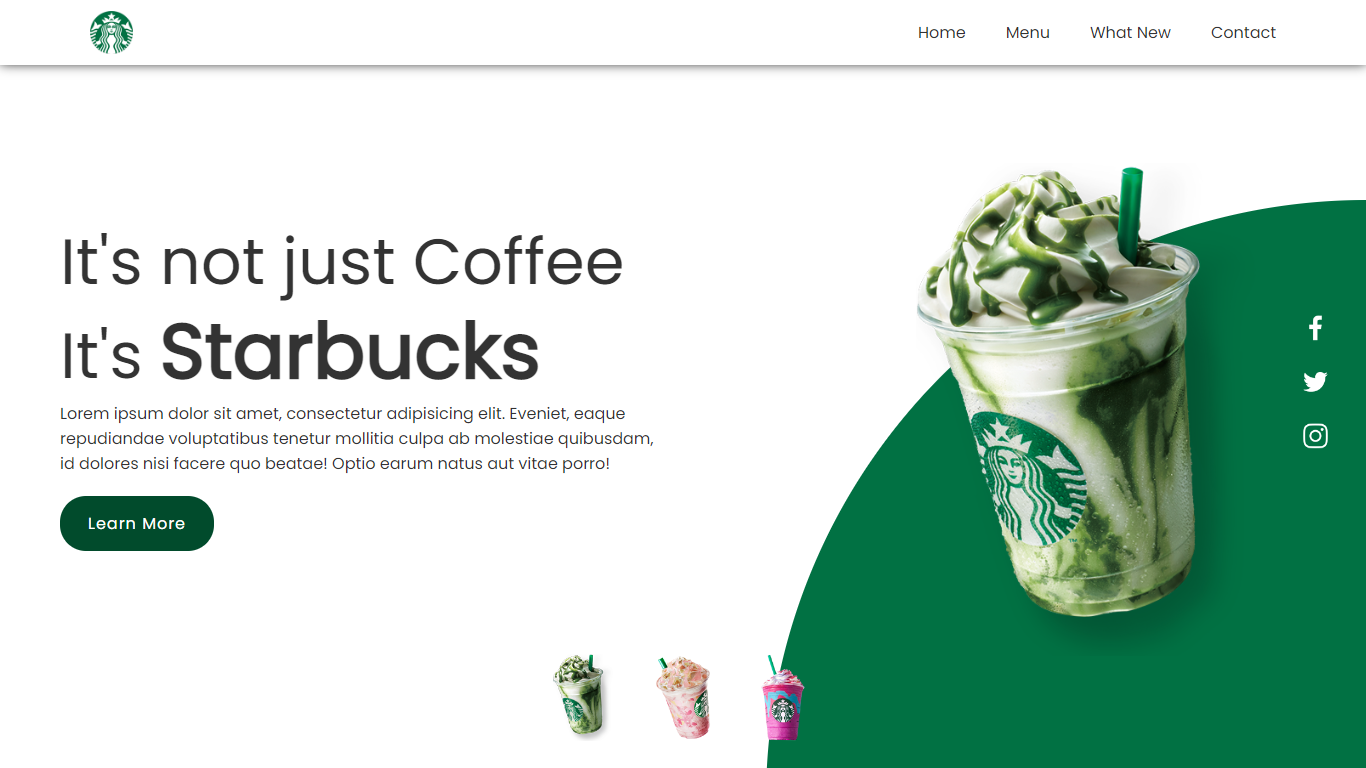 Home Menu What New Contact
It's not just Coffee
It's Starbucks
Lorem ipsum dolor sit amet, consectetur adipisicing elit. Eveniet, eaque
repudiandae voluptatibus tenetur mollitia culpa ab molestiae quibusdam,
id dolores nisi facere quo beatae! Optio earum natus aut vitae porro!
Learn More